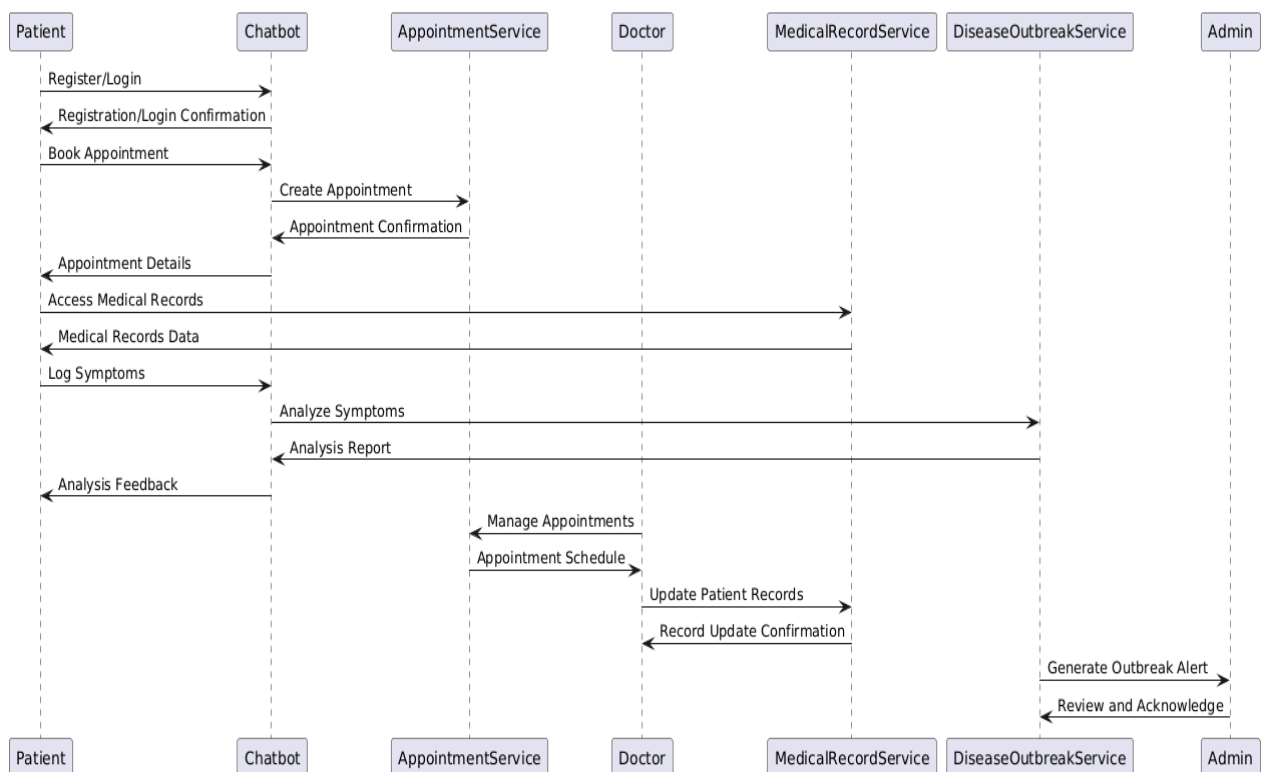 Patient Chatbot AppointmentService Doctor MedicalRecordService DiseaseOutbreakService Admin
Register/Login
Registration/Login Confirmation
Book Appointment
Create Appointment
Appointment Confirmation
Appointment Details
Access Medical Records
Medical Records Data
Log Symptoms
Analyze Symptoms
Analysis Report
Analysis Feedback
Manage Appointments
Appointment Schedule
Update Patient Records
Record Update Confirmation
Generate Outbreak Alert
Review and Acknowledge
Patient Chatbot AppointmentService Doctor MedicalRecordService DiseaseOutbreakService Admin